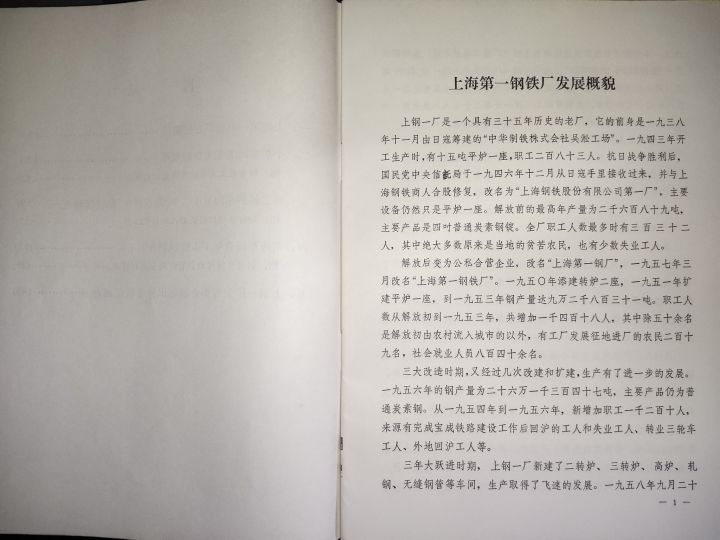 上海第一钢铁厂发展概貌
上钢一厂是一个具有三十五年历史的老厂，它的前身是一九三八
年十一月由日寇筹建的“中华制铁株式会社吴淞工场”。一九四三年开
工生产时，有十五吨平炉一座，职工二百八十三人。抗日战争胜利后，
国民党中央信託局于一九四六年十二月从日寇手里接收过来，并与上
海钢铁商人合股修复，改名为“上海钢铁股份有限公司第一厂”，主要
设备仍然只是平炉一座。解放前的最高年产量为二千六百八十九吨，
主要产品是四吋普通炭素钢锭。全厂职工人数最多时有三百三十二
人，其中绝大多数原来是当地的贫苦农民，也有少数失业工人。
解放后变为公私合营企业，改名“上海第一钢厂”，一九五七年三
月改名“上海第一钢铁厂”。一九五〇年添建转炉二座，一九五一年扩
建平炉一座，到一九五三年钢产量达九万二千八百三十一吨。职工人
数从解放初到一九五三年，共增加一千四百十八人，其中除五十余名
是解放初由农村流入城市的以外，有工厂发展征地进厂的农民二百十
九名，社会就业人员八百四十余名。
三大改造时期，又经过几次改建和扩建，生产有了进一步的发展。
一九五六年的钢产量为二十六万一千三百四十七吨，主要产品仍为普
通炭素钢。从一九五四年到一九五六年，新增加职工一千二百十人，
来源有完成宝成铁路建设工作后回沪的工人和失业工人、转业三轮车
工人、外地回沪工人等。
三年大跃进时期，上钢一厂新建了二转炉、三转炉、高炉、轧
钢、无缝钢管等车间，生产取得了飞速的发展。一九五八年九月二十
— 1 —